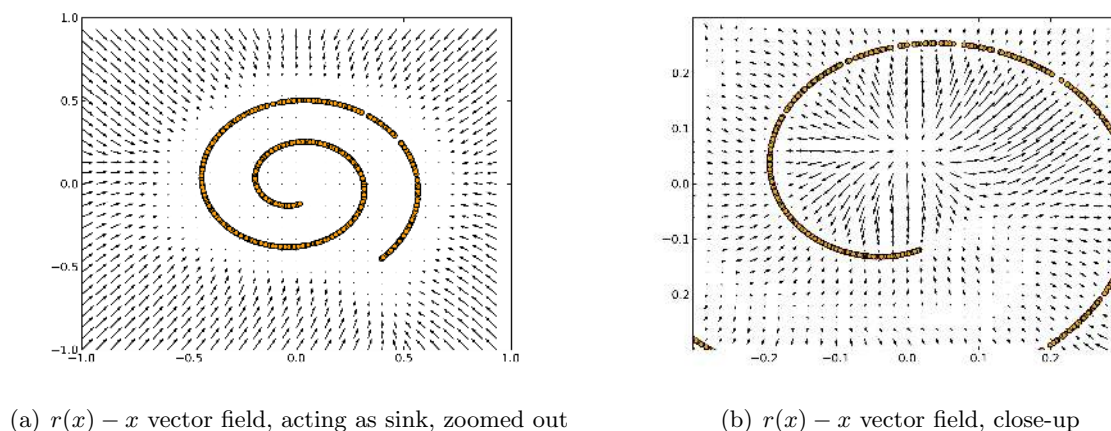 1.0
0.5
0.0
−0.5
−1.0
−1.0 −0.5 0.0 0.5 1.0
0.2
0.1
0.0
−0.1
0.2
−0.2 −0.1 0.0 0.1 0.2
(a) r(x) − x vector field, acting as sink, zoomed out
(b) r(x) − x vector field, close-up